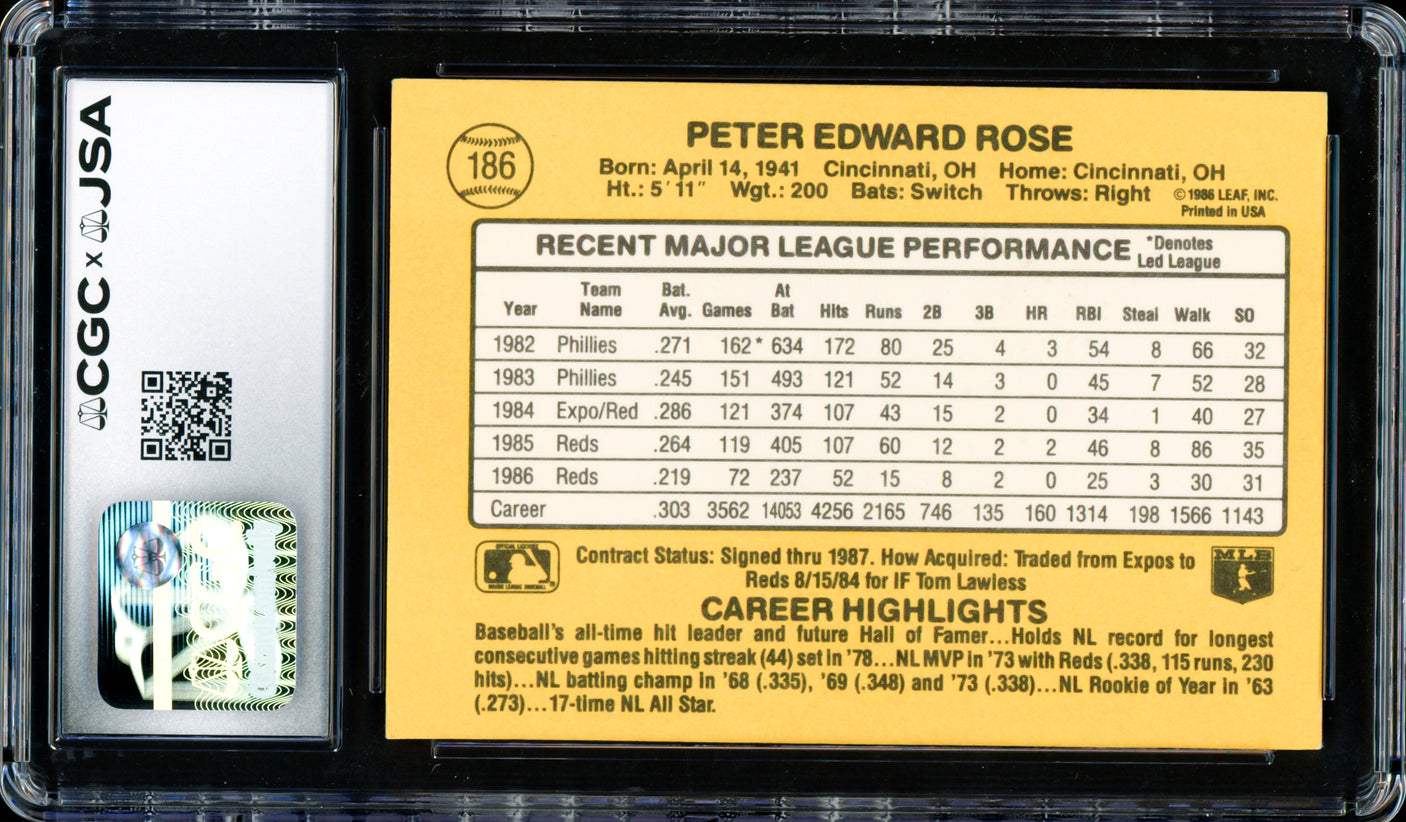 CGC x JSA
186
PETER EDWARD ROSE
Born: April 14, 1941 Cincinnati, OH Home: Cincinnati, OH
Ht.: 5'11" Wgt.: 200 Bats: Switch Throws: Right ©1986 LEAF, INC.
Printed in USA
RECENT MAJOR LEAGUE PERFORMANCE *Denotes
Led League
Year Team Name Bat. Avg. Games At Bat Hits Runs 2B 3B HR RBI Steal Walk SO
1982 Phillies .271 162* 634 172 80 25 4 3 54 8 66 32
1983 Phillies .245 151 493 121 52 14 3 0 45 7 52 28
1984 Expo/Red .286 121 374 107 43 15 2 0 34 1 40 27
1985 Reds .264 119 405 107 60 12 2 2 46 8 86 35
1986 Reds .219 72 237 52 15 8 2 0 25 3 30 31
Career .303 3562 14053 4256 2165 746 135 160 1314 198 1566 1143
OFFICIAL LICENSEE
MAJOR LEAGUE BASEBALL
Contract Status: Signed thru 1987. How Acquired: Traded from Expos to
Reds 8/15/84 for IF Tom Lawless
MLB
CAREER HIGHLIGHTS
Baseball's all-time hit leader and future Hall of Famer...Holds NL record for longest
consecutive games hitting streak (44) set in '78...NL MVP in '73 with Reds (.338, 115 runs, 230
hits)...NL batting champ in '68 (.335), '69 (.348) and '73 (.338)...NL Rookie of Year in '63
(.273)...17-time NL All Star.